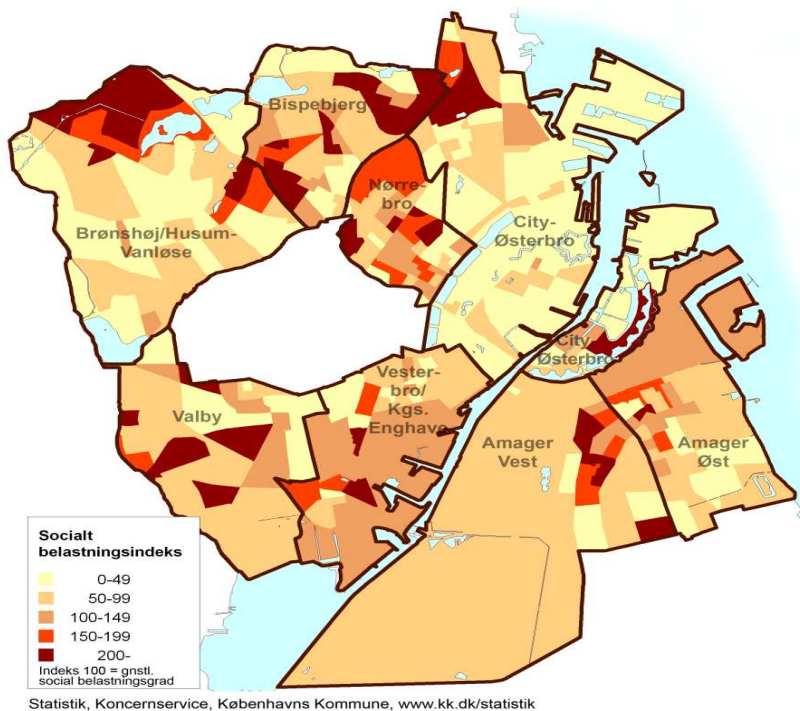 Bispebjerg
Nørre-
bro
City-
Østerbro
Brønshøj/Husum-
Vanløse
City
Østerbro
Vester-
bro/
Kgs.
Enghave
Valby
Amager
Vest
Amager
Øst
Socialt
belastningsindeks
0-49
50-99
100-149
150-199
200-
Indeks 100 = gnstl.
social belastningsgrad
Statistik, Koncernservice, Københavns Kommune, www.kk.dk/statistik